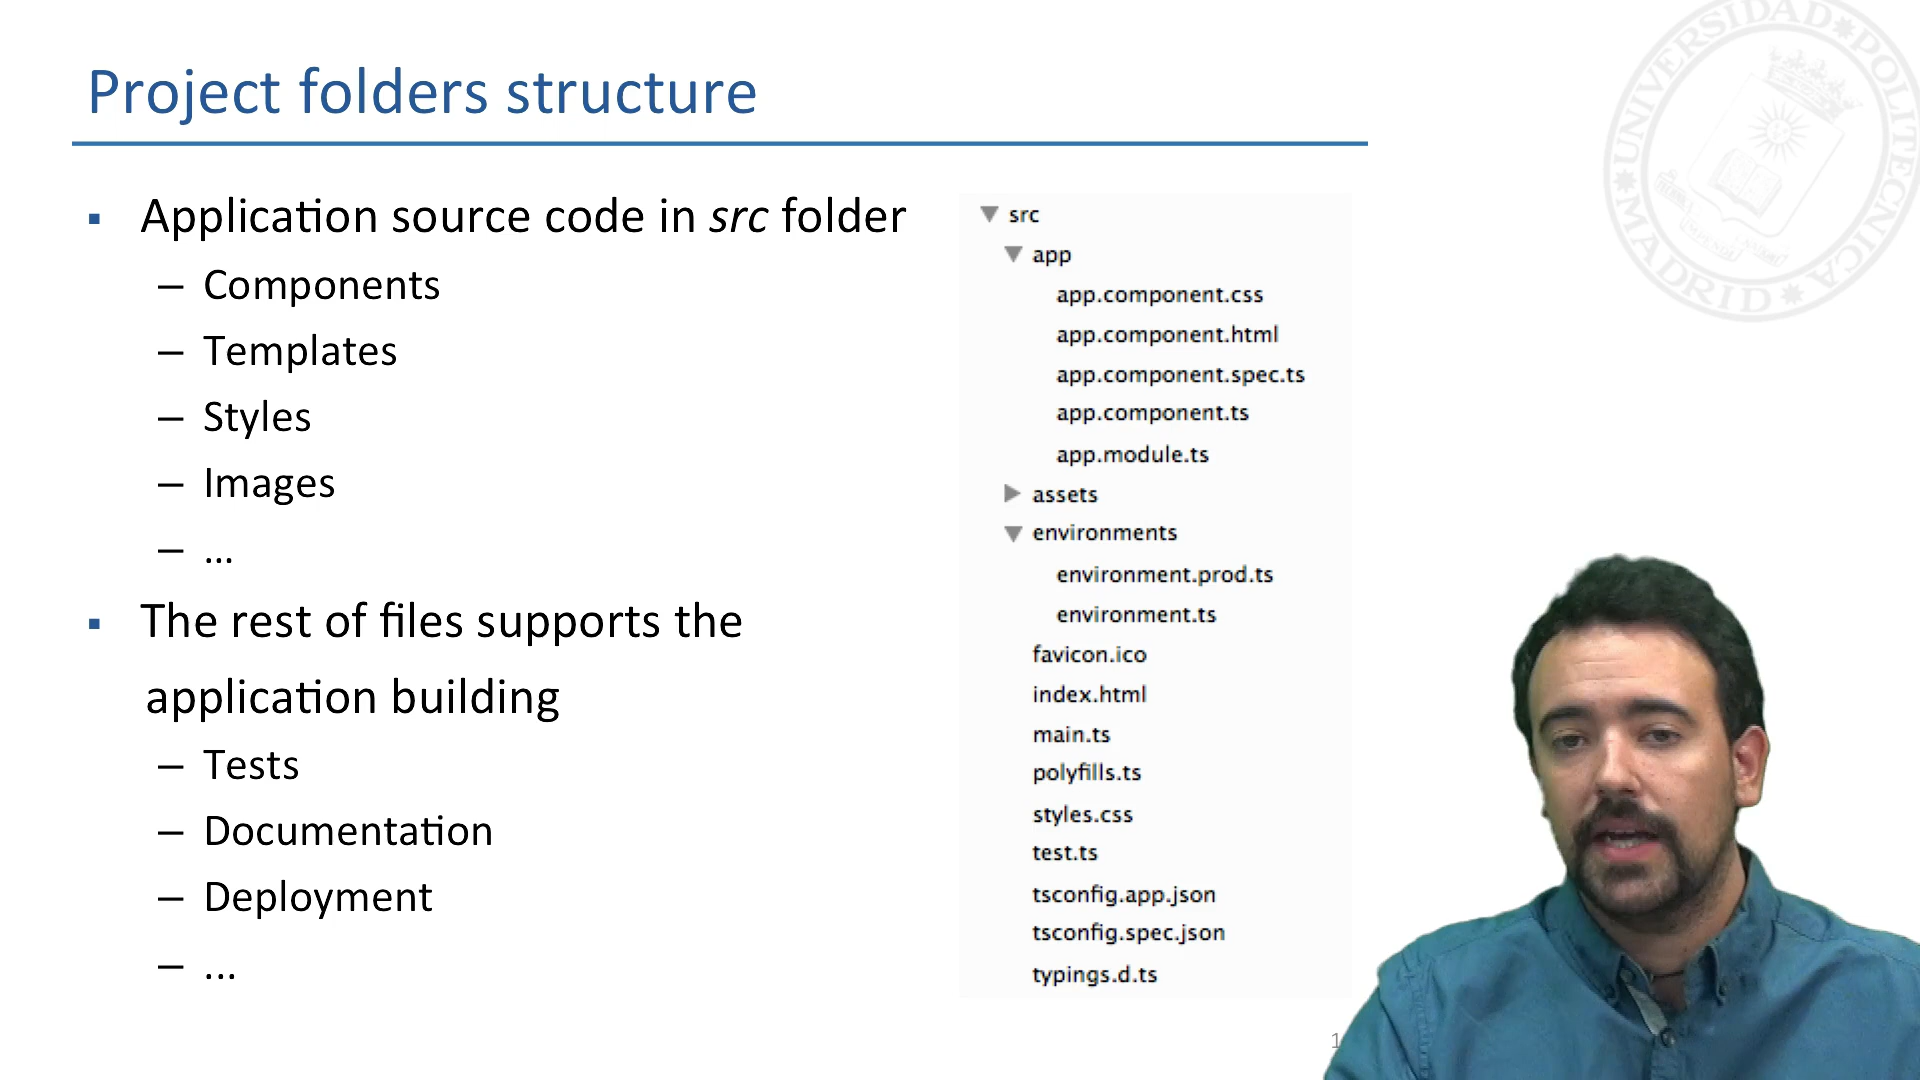 Project folders structure
▪ Application source code in src folder
– Components
– Templates
– Styles
– Images
– ...
▪ The rest of files supports the
application building
– Tests
– Documentation
– Deployment
– ...
src
app
app.component.css
app.component.html
app.component.spec.ts
app.component.ts
app.module.ts
assets
environments
environment.prod.ts
environment.ts
favicon.ico
index.html
main.ts
polyfills.ts
styles.css
test.ts
tsconfig.app.json
tsconfig.spec.json
typings.d.ts
UNIVERSIDAD POLITECNICA
MADRID